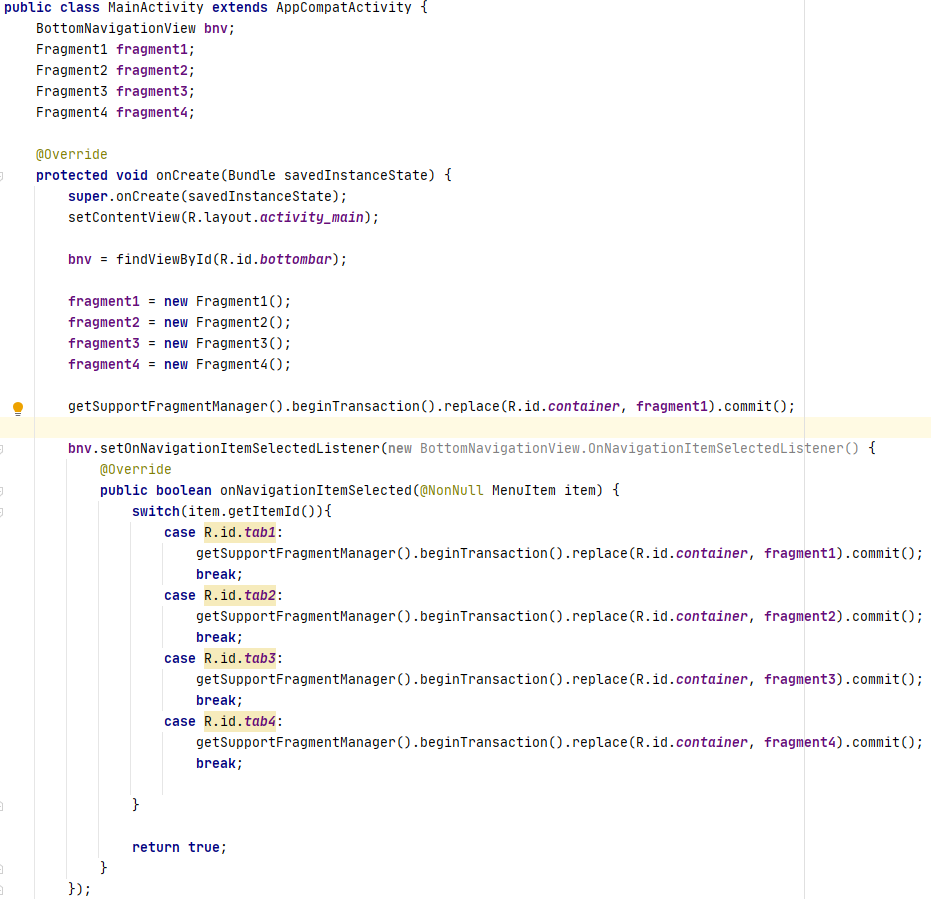 public class MainActivity extends AppCompatActivity {
    BottomNavigationView bnv;
    Fragment1 fragment1;
    Fragment2 fragment2;
    Fragment3 fragment3;
    Fragment4 fragment4;

    @Override
    protected void onCreate(Bundle savedInstanceState) {
        super.onCreate(savedInstanceState);
        setContentView(R.layout.activity_main);

        bnv = findViewById(R.id.bottombar);

        fragment1 = new Fragment1();
        fragment2 = new Fragment2();
        fragment3 = new Fragment3();
        fragment4 = new Fragment4();

        getSupportFragmentManager().beginTransaction().replace(R.id.container, fragment1).commit();

        bnv.setOnNavigationItemSelectedListener(new BottomNavigationView.OnNavigationItemSelectedListener() {
            @Override
            public boolean onNavigationItemSelected(@NonNull MenuItem item) {
                switch(item.getItemId()){
                    case R.id.tab1:
                        getSupportFragmentManager().beginTransaction().replace(R.id.container, fragment1).commit();
                        break;
                    case R.id.tab2:
                        getSupportFragmentManager().beginTransaction().replace(R.id.container, fragment2).commit();
                        break;
                    case R.id.tab3:
                        getSupportFragmentManager().beginTransaction().replace(R.id.container, fragment3).commit();
                        break;
                    case R.id.tab4:
                        getSupportFragmentManager().beginTransaction().replace(R.id.container, fragment4).commit();
                        break;

                }

                return true;
            }
        });